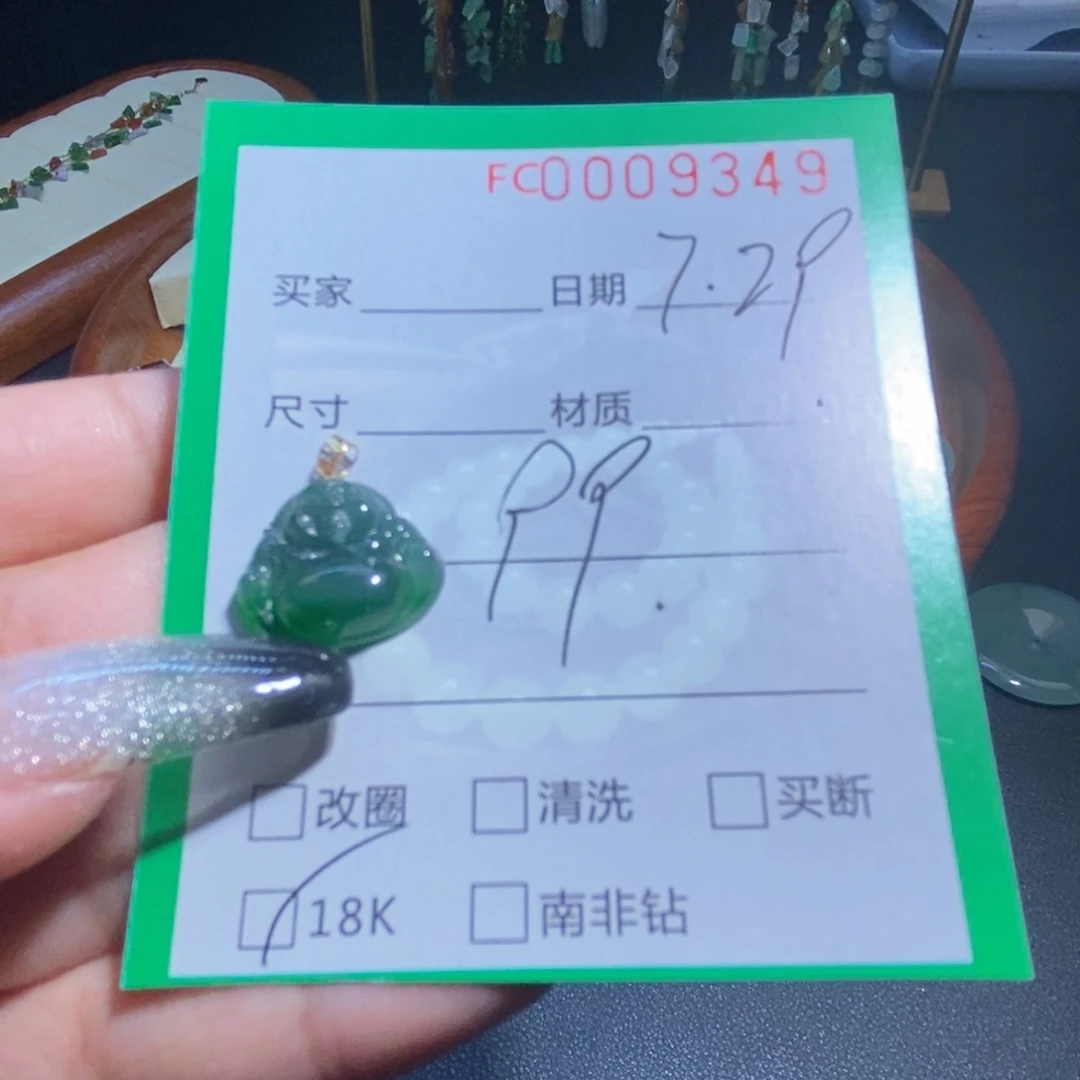 FC0009349
买家 日期 7.29
尺寸 材质
P9.
改圈 清洗 买断
18K 南非钻